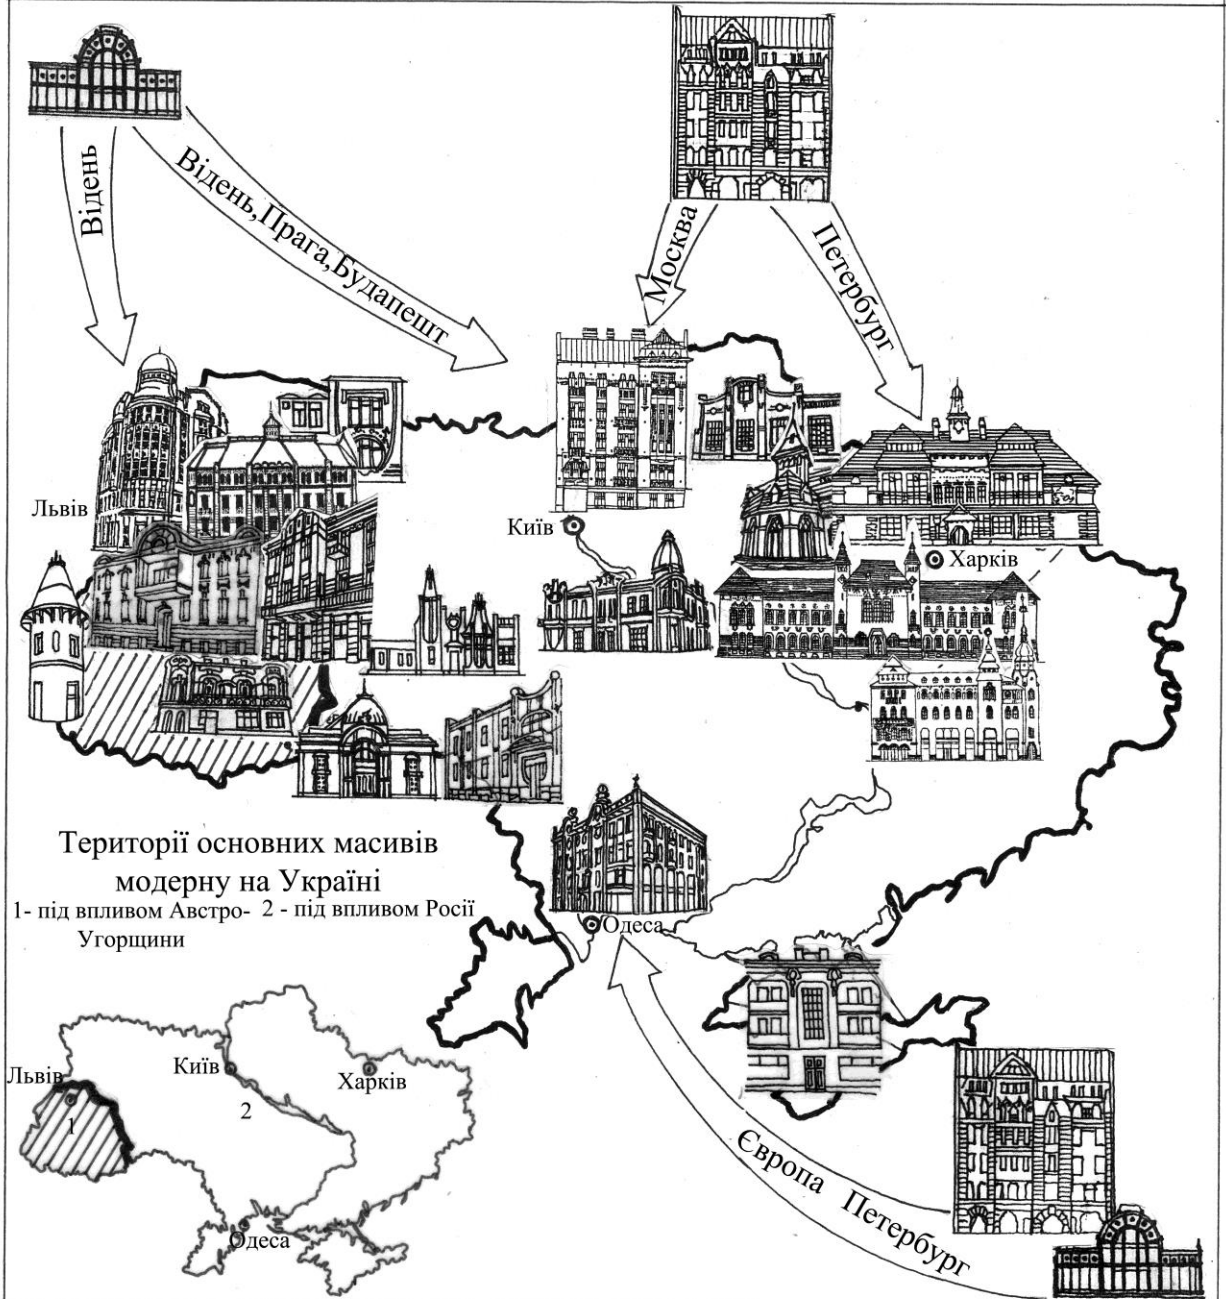 Відень
Відень,Прага,Будапешт
Москва
Петербург
Львів
Київ
Харків
Одеса
Території основних масивів
модерну на Україні
1- під впливом Австро- 2 - під впливом Росії
Угорщини
Львів
Київ
Харків
1
2
Одеса
Європа Петербург